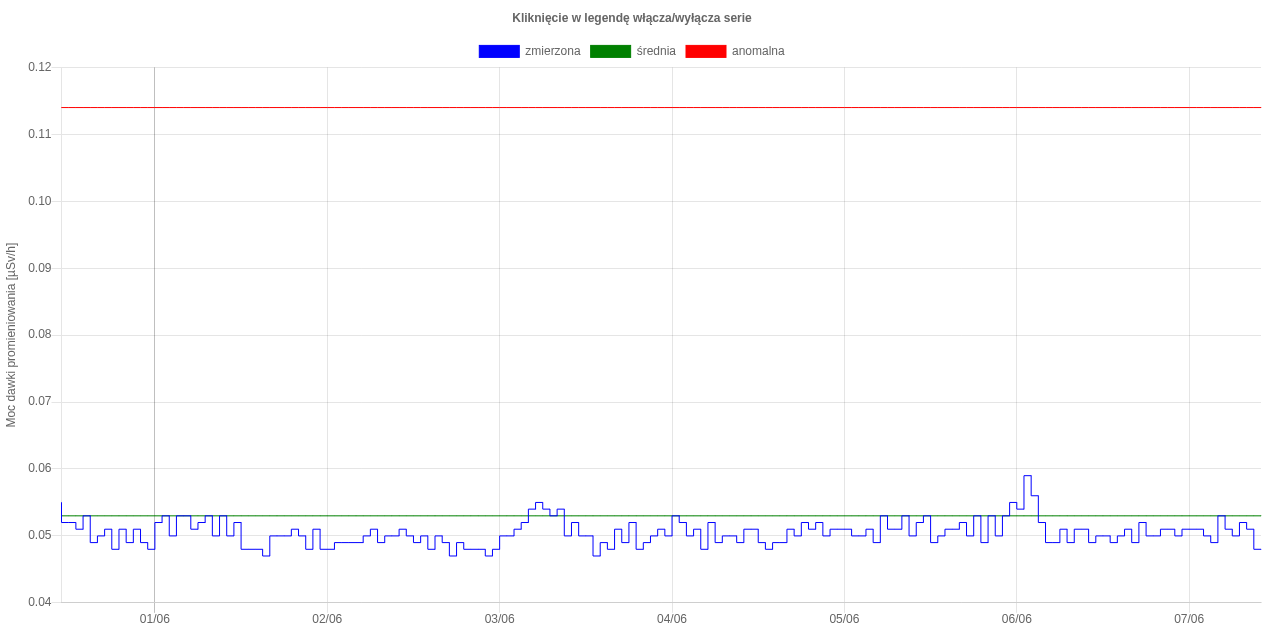 Kliknięcie w legendę włącza/wyłącza serie
zmierzona średnia anomalna
Moc dawki promieniowania [µSv/h]
0.12
0.11
0.10
0.09
0.08
0.07
0.06
0.05
0.04
01/06 02/06 03/06 04/06 05/06 06/06 07/06